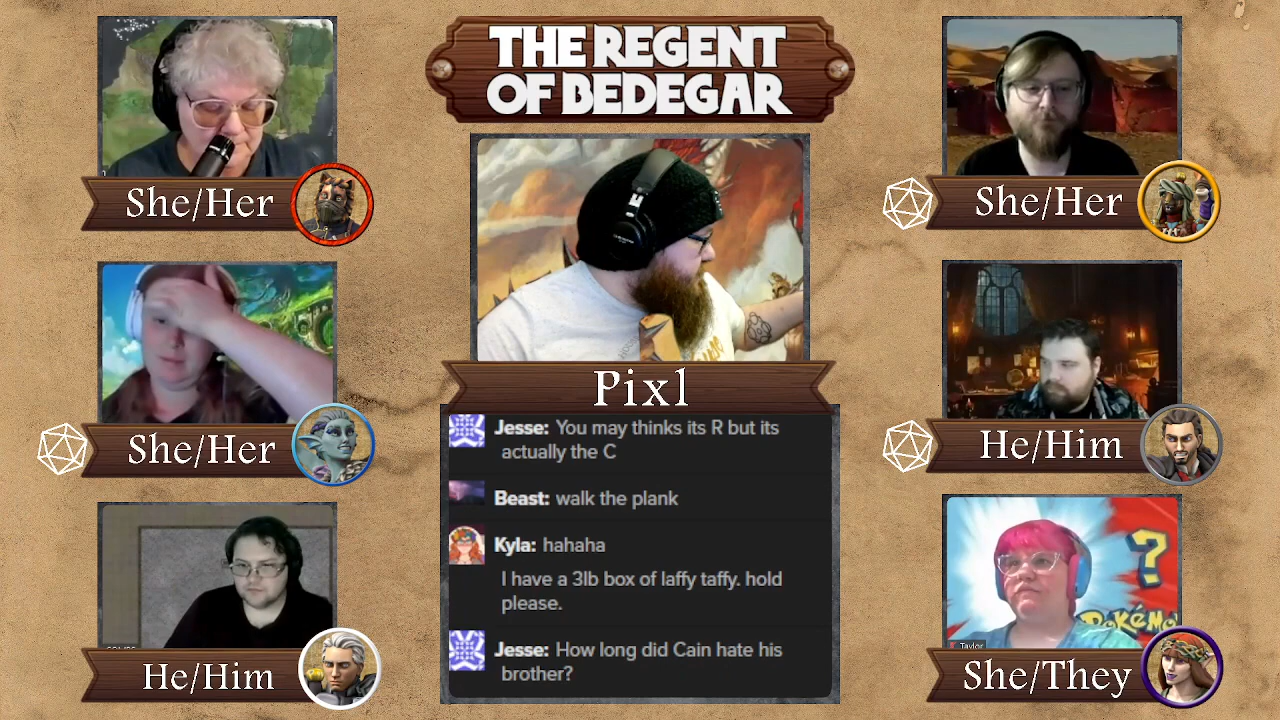 THE REGENT
OF BEDEGAR
She/Her
She/Her
He/Him
Pixl
Jesse: You may thinks its R but its
actually the C
Beast: walk the plank
Kyla: hahaha
I have a 3lb box of laffy taffy. hold
please.
Jesse: How long did Cain hate his
brother?
She/Her
He/Him
?
POKéMO
Taylor
She/They